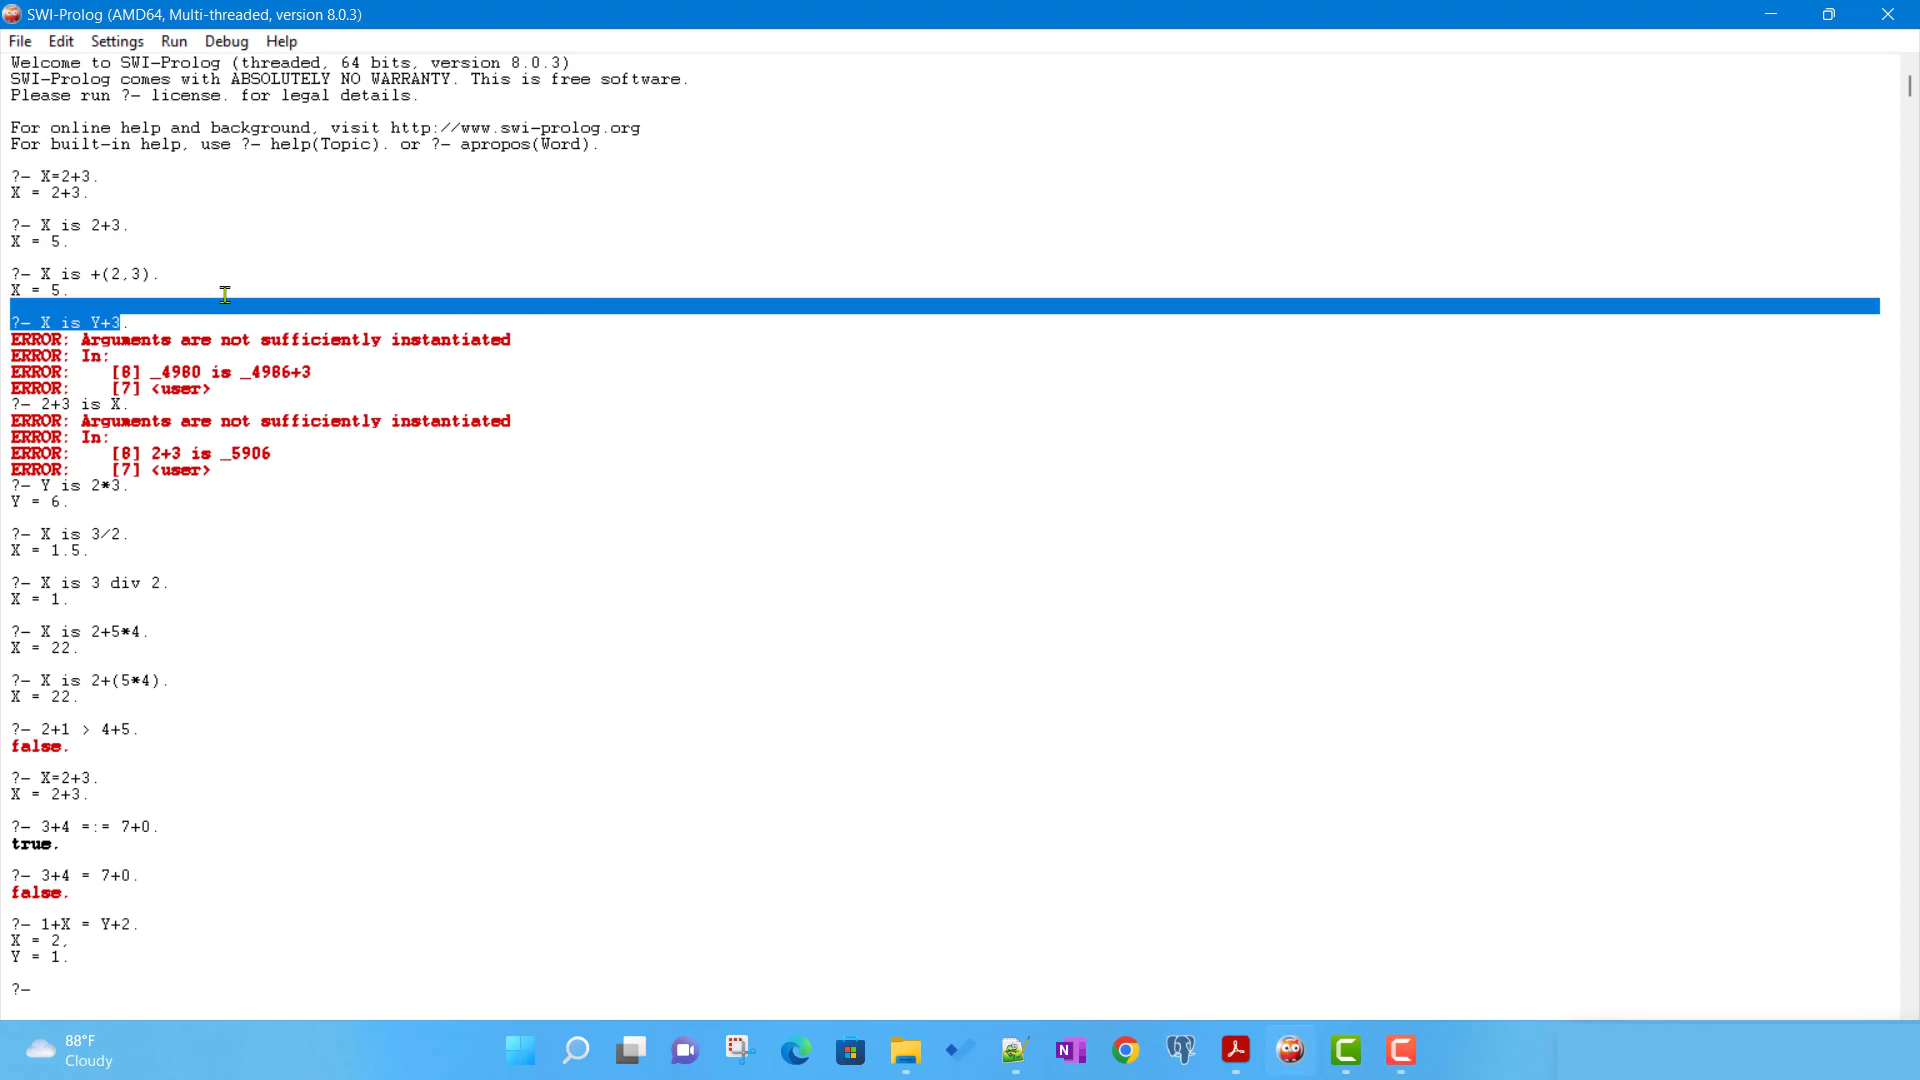 SWI-Prolog (AMD64, Multi-threaded, version 8.0.3)
File Edit Settings Run Debug Help
Welcome to SWI-Prolog (threaded, 64 bits, version 8.0.3)
SWI-Prolog comes with ABSOLUTELY NO WARRANTY. This is free software.
Please run ?- license. for legal details.
For online help and background, visit http://www.swi-prolog.org
For built-in help, use ?- help(Topic). or ?- apropos(Word).
?- X=2+3.
X = 2+3.
?- X is 2+3.
X = 5.
?- X is +(2,3).
X = 5.
?- X is Y+3.
ERROR: Arguments are not sufficiently instantiated
ERROR: In:
ERROR:    [8] _4980 is _4986+3
ERROR:    [7] <user>
?- 2+3 is X.
ERROR: Arguments are not sufficiently instantiated
ERROR: In:
ERROR:    [8] 2+3 is _5906
ERROR:    [7] <user>
?- Y is 2*3.
Y = 6.
?- X is 3/2.
X = 1.5.
?- X is 3 div 2.
X = 1.
?- X is 2+5*4.
X = 22.
?- X is 2+(5*4).
X = 22.
?- 2+1 > 4+5.
false.
?- X=2+3.
X = 2+3.
?- 3+4 =:= 7+0.
true.
?- 3+4 = 7+0.
false.
?- 1+X = Y+2.
X = 2,
Y = 1.
?-
88°F
Cloudy